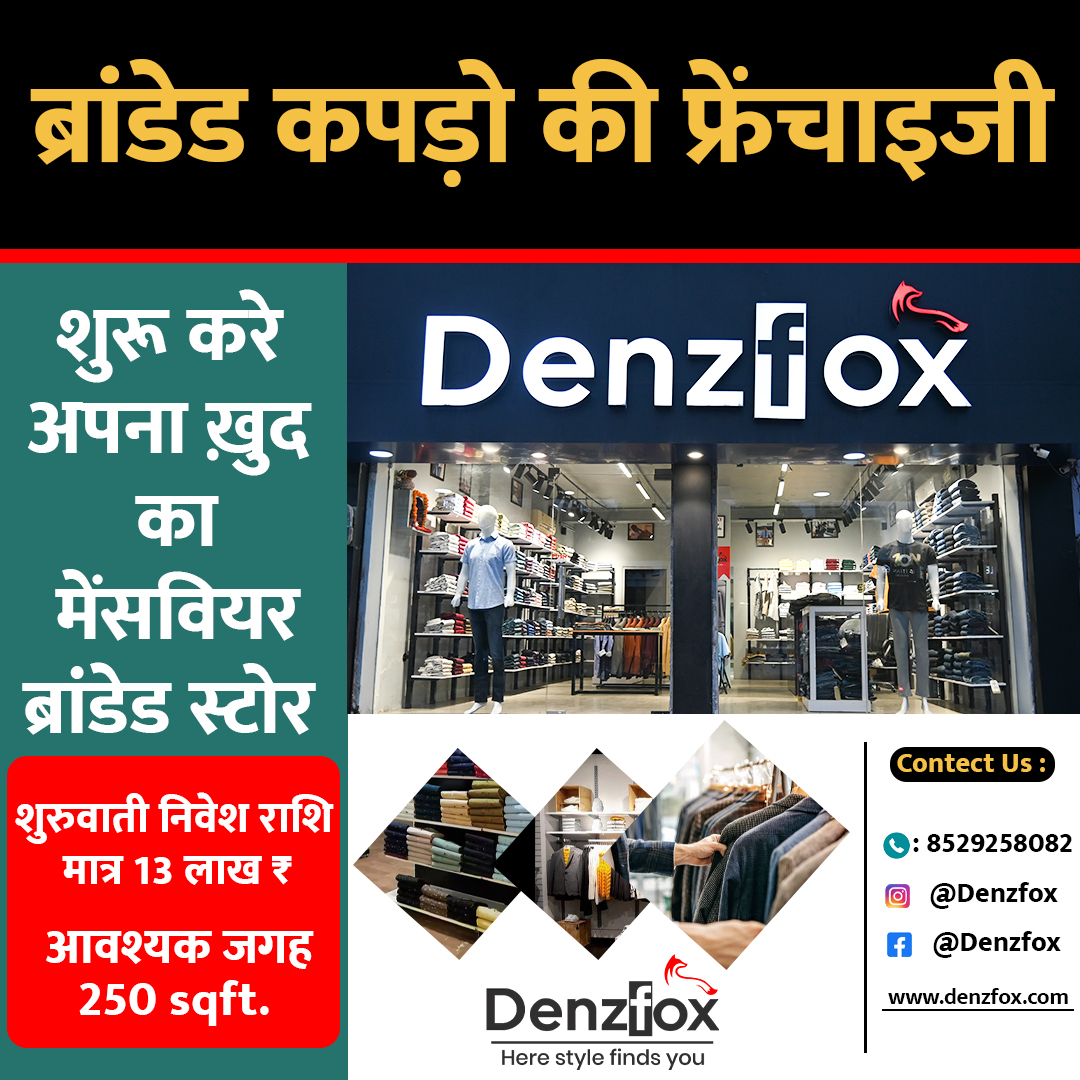 ब्रांडेड कपड़ो की फ्रेंचाइजी
शुरू करे
अपना ख़ुद
का
मेंसवियर
ब्रांडेड स्टोर
शुरुवाती निवेश राशि
मात्र 13 लाख ₹
आवश्यक जगह
250 sqft.
Denzfox
Denzfox
Here style finds you
Contect Us :
: 8529258082
@Denzfox
@Denzfox
www.denzfox.com